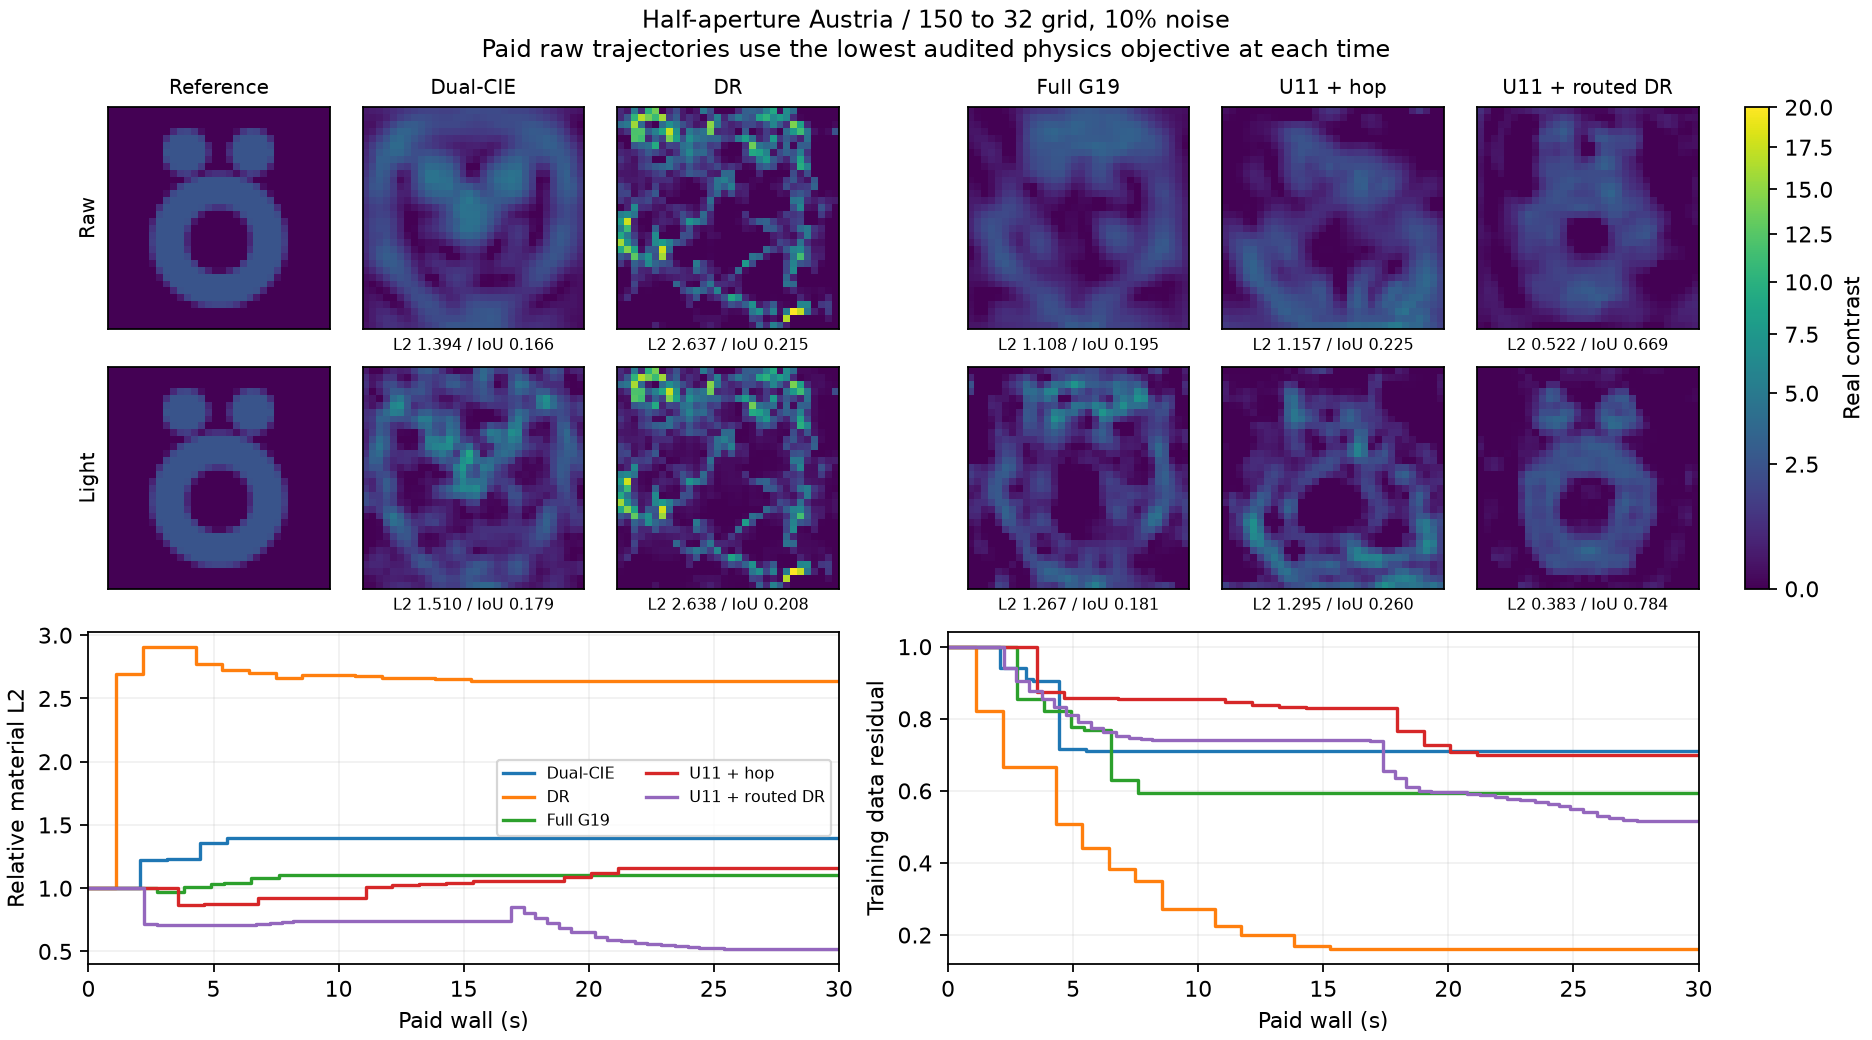 Half-aperture Austria / 150 to 32 grid, 10% noise
Paid raw trajectories use the lowest audited physics objective at each time
Reference
Dual-CIE
DR
Full G19
U11 + hop
U11 + routed DR
Raw
L2 1.394 / IoU 0.166
L2 2.637 / IoU 0.215
L2 1.108 / IoU 0.195
L2 1.157 / IoU 0.225
L2 0.522 / IoU 0.669
Light
L2 1.510 / IoU 0.179
L2 2.638 / IoU 0.208
L2 1.267 / IoU 0.181
L2 1.295 / IoU 0.260
L2 0.383 / IoU 0.784
20.0
17.5
15.0
12.5
10.0
7.5
5.0
2.5
0.0
Real contrast
Relative material L2
3.0
2.5
2.0
1.5
1.0
0.5
Dual-CIE
DR
Full G19
U11 + hop
U11 + routed DR
0
5
10
15
20
25
30
Paid wall (s)
Training data residual
1.0
0.8
0.6
0.4
0.2
0
5
10
15
20
25
30
Paid wall (s)